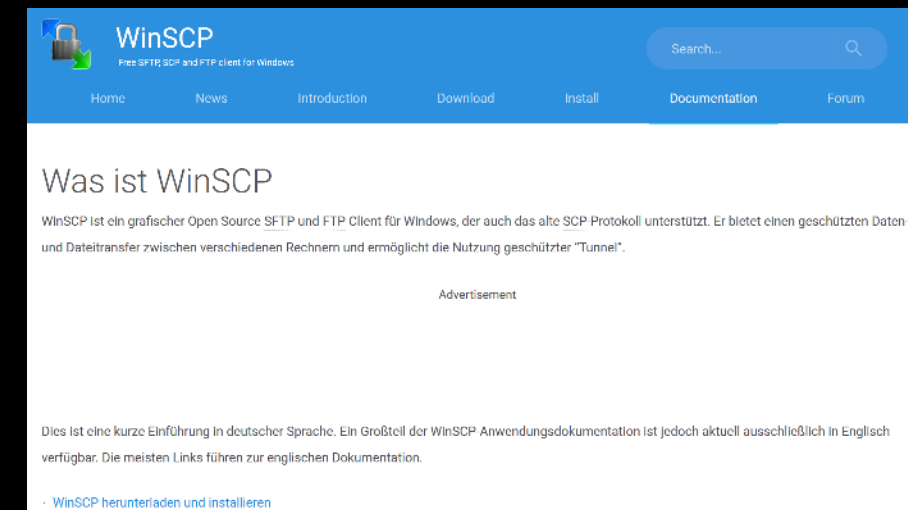 WinSCP
Free SFTP, SCP and FTP client for Windows
Search...
Home News Introduction Download Install Documentation Forum
Was ist WinSCP
WinSCP ist ein grafischer Open Source SFTP und FTP Client für Windows, der auch das alte SCP-Protokoll unterstützt. Er bietet einen geschützten Daten-
und Dateitransfer zwischen verschiedenen Rechnern und ermöglicht die Nutzung geschützter "Tunnel".
Advertisement
Dies ist eine kurze Einführung in deutscher Sprache. Ein Großteil der WinSCP-Anwendungsdokumentation ist jedoch aktuell ausschließlich in Englisch
verfügbar. Die meisten Links führen zur englischen Dokumentation.
· WinSCP herunterladen und installieren